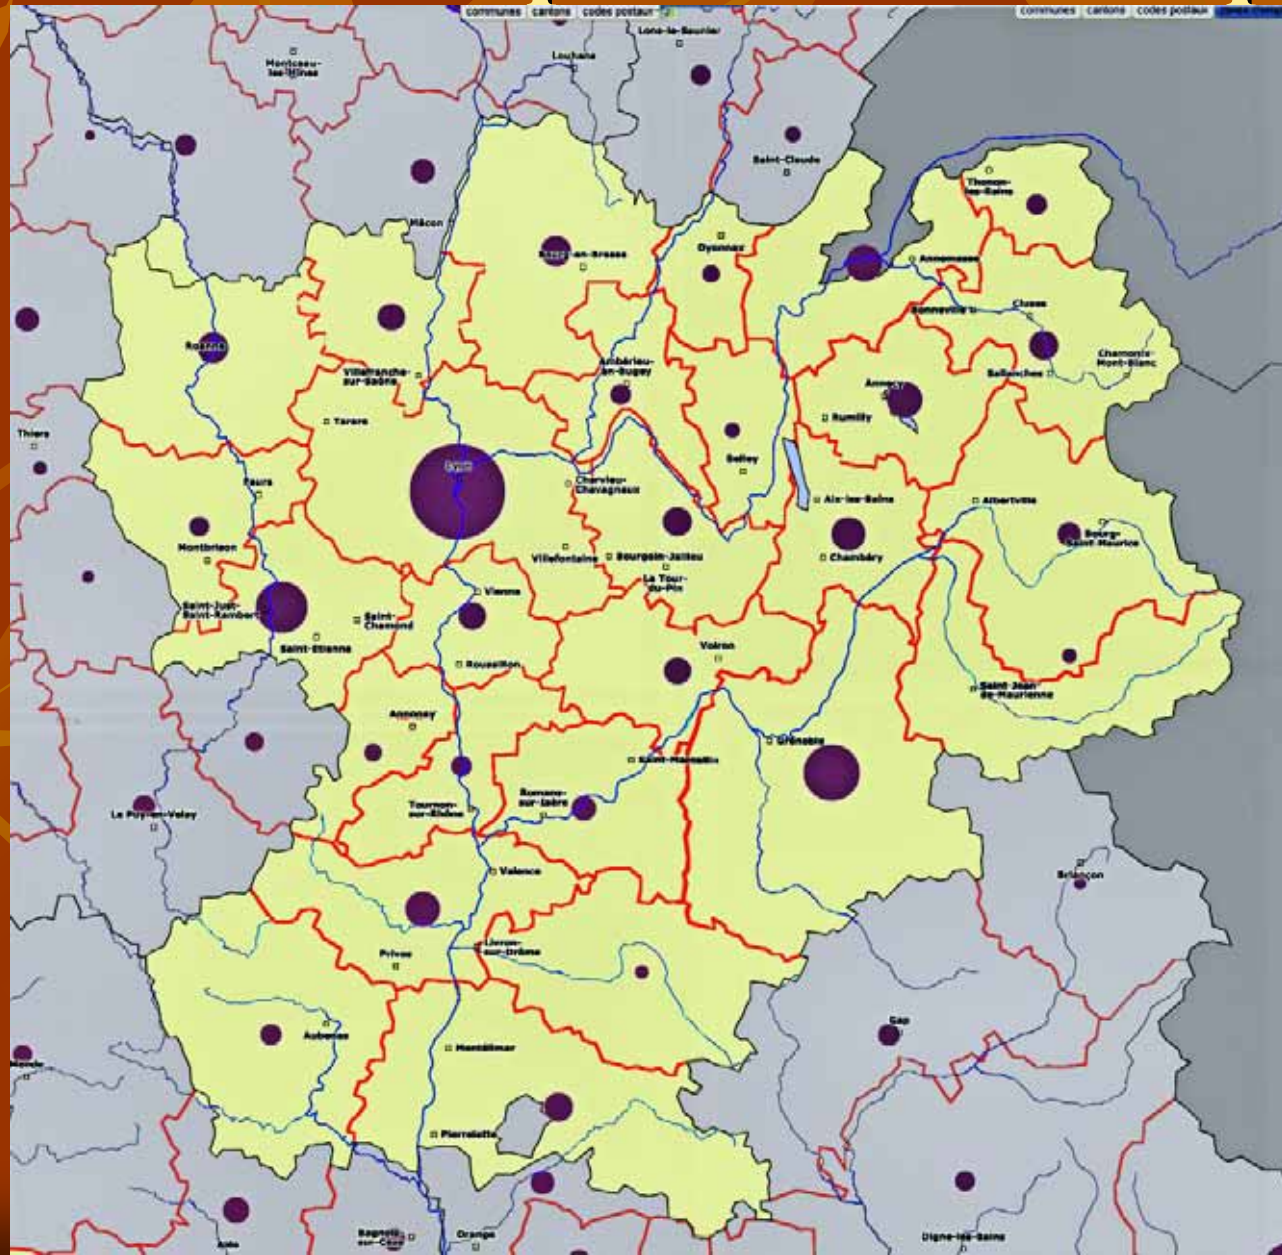 communes cantons codes postaux
communes cantons codes postaux
Lons-le-Saunier
Louhans
Montceau-
les-Mines
Saint-Claude
Thonon-
les-Bains
Mâcon
Oyonnax
Bourg-en-Bresse
Annemasse
Bonneville
Cluses
Roanne
Ambérieu-
en-Bugey
Chamonix-
Mont-Blanc
Villefranche-
sur-Saône
Sallanches
Annecy
Rumilly
Tarare
Thiers
Lyon
Belley
Feurs
Charvieu-
Chavagneux
Aix-les-Bains
Albertville
Bourg-
Saint-Maurice
Montbrison
Villefontaine
Bourgoin-Jallieu
Chambéry
La Tour-
du-Pin
Vienne
Saint-Just-
Saint-Rambert
Saint-
Chamond
Saint-Etienne
Voiron
Roussillon
Saint-Jean-
de-Maurienne
Annonay
Grenoble
Saint-Marcellin
Tournon-
sur-Rhône
Romans-
sur-Isère
Le Puy-en-Velay
Valence
Briançon
Livron-
sur-Drôme
Privas
Gap
Aubenas
Montélimar
Mende
Pierrelatte
Alès
Bagnols-
sur-Cèze
Orange
Digne-les-Bains